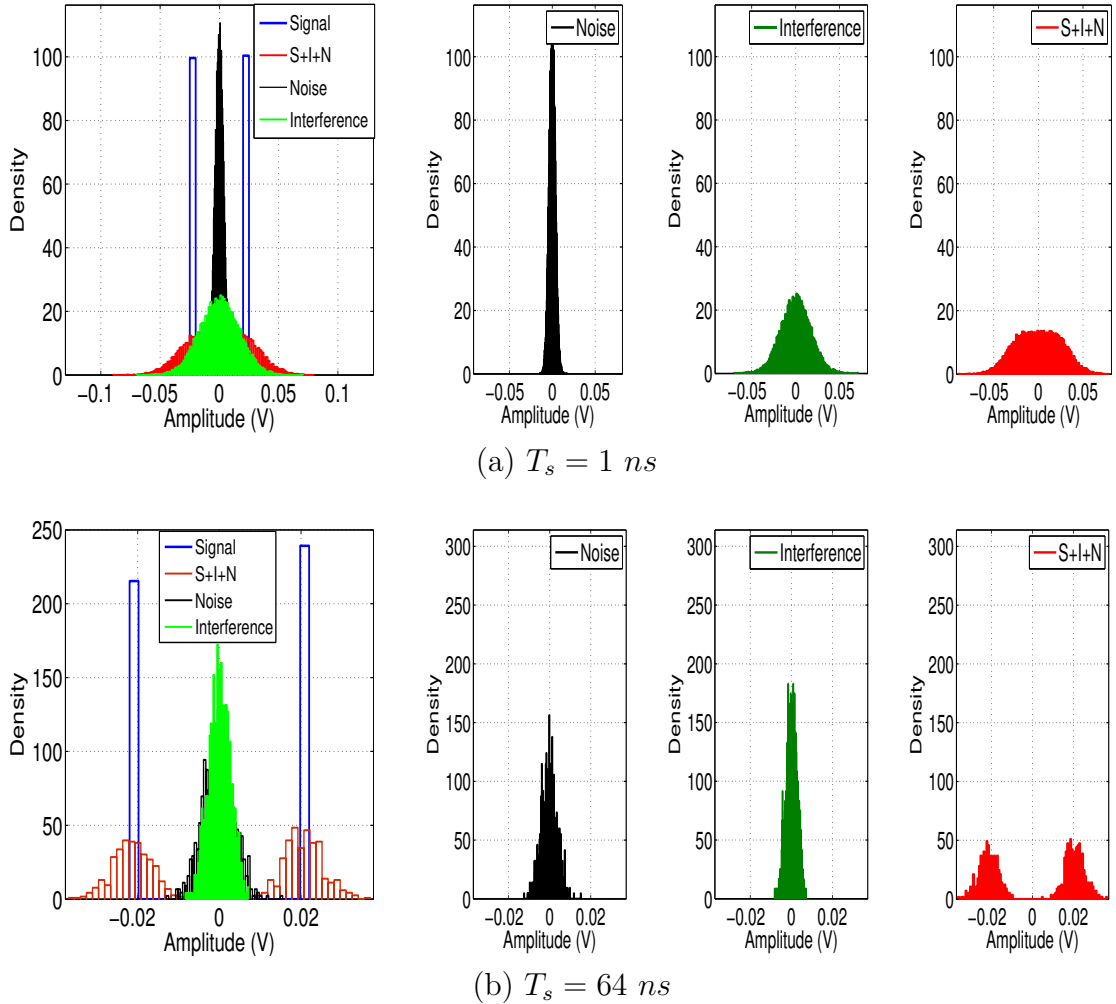 Signal
S+I+N
Noise
Interference
Density
100
80
60
40
20
0
−0.1
−0.05
0
0.05
0.1
Amplitude (V)
Noise
Density
100
80
60
40
20
0
−0.05
0
0.05
Amplitude (V)
Interference
Density
100
80
60
40
20
0
−0.05
0
0.05
Amplitude (V)
S+I+N
Density
100
80
60
40
20
0
−0.05
0
0.05
Amplitude (V)
(a) Ts = 1 ns
Signal
S+I+N
Noise
Interference
Density
250
200
150
100
50
0
−0.02
0
0.02
Amplitude (V)
Noise
Density
300
250
200
150
100
50
0
−0.02
0
0.02
Amplitude (V)
Interference
Density
300
250
200
150
100
50
0
−0.02
0
0.02
Amplitude (V)
S+I+N
Density
300
250
200
150
100
50
0
−0.02
0
0.02
Amplitude (V)
(b) Ts = 64 ns